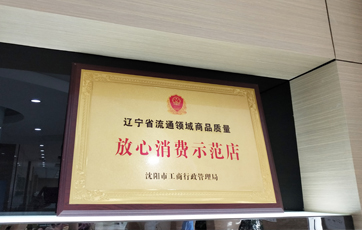 辽宁省流通领域商品质量
放心消费示范店
沈阳市工商行政管理局